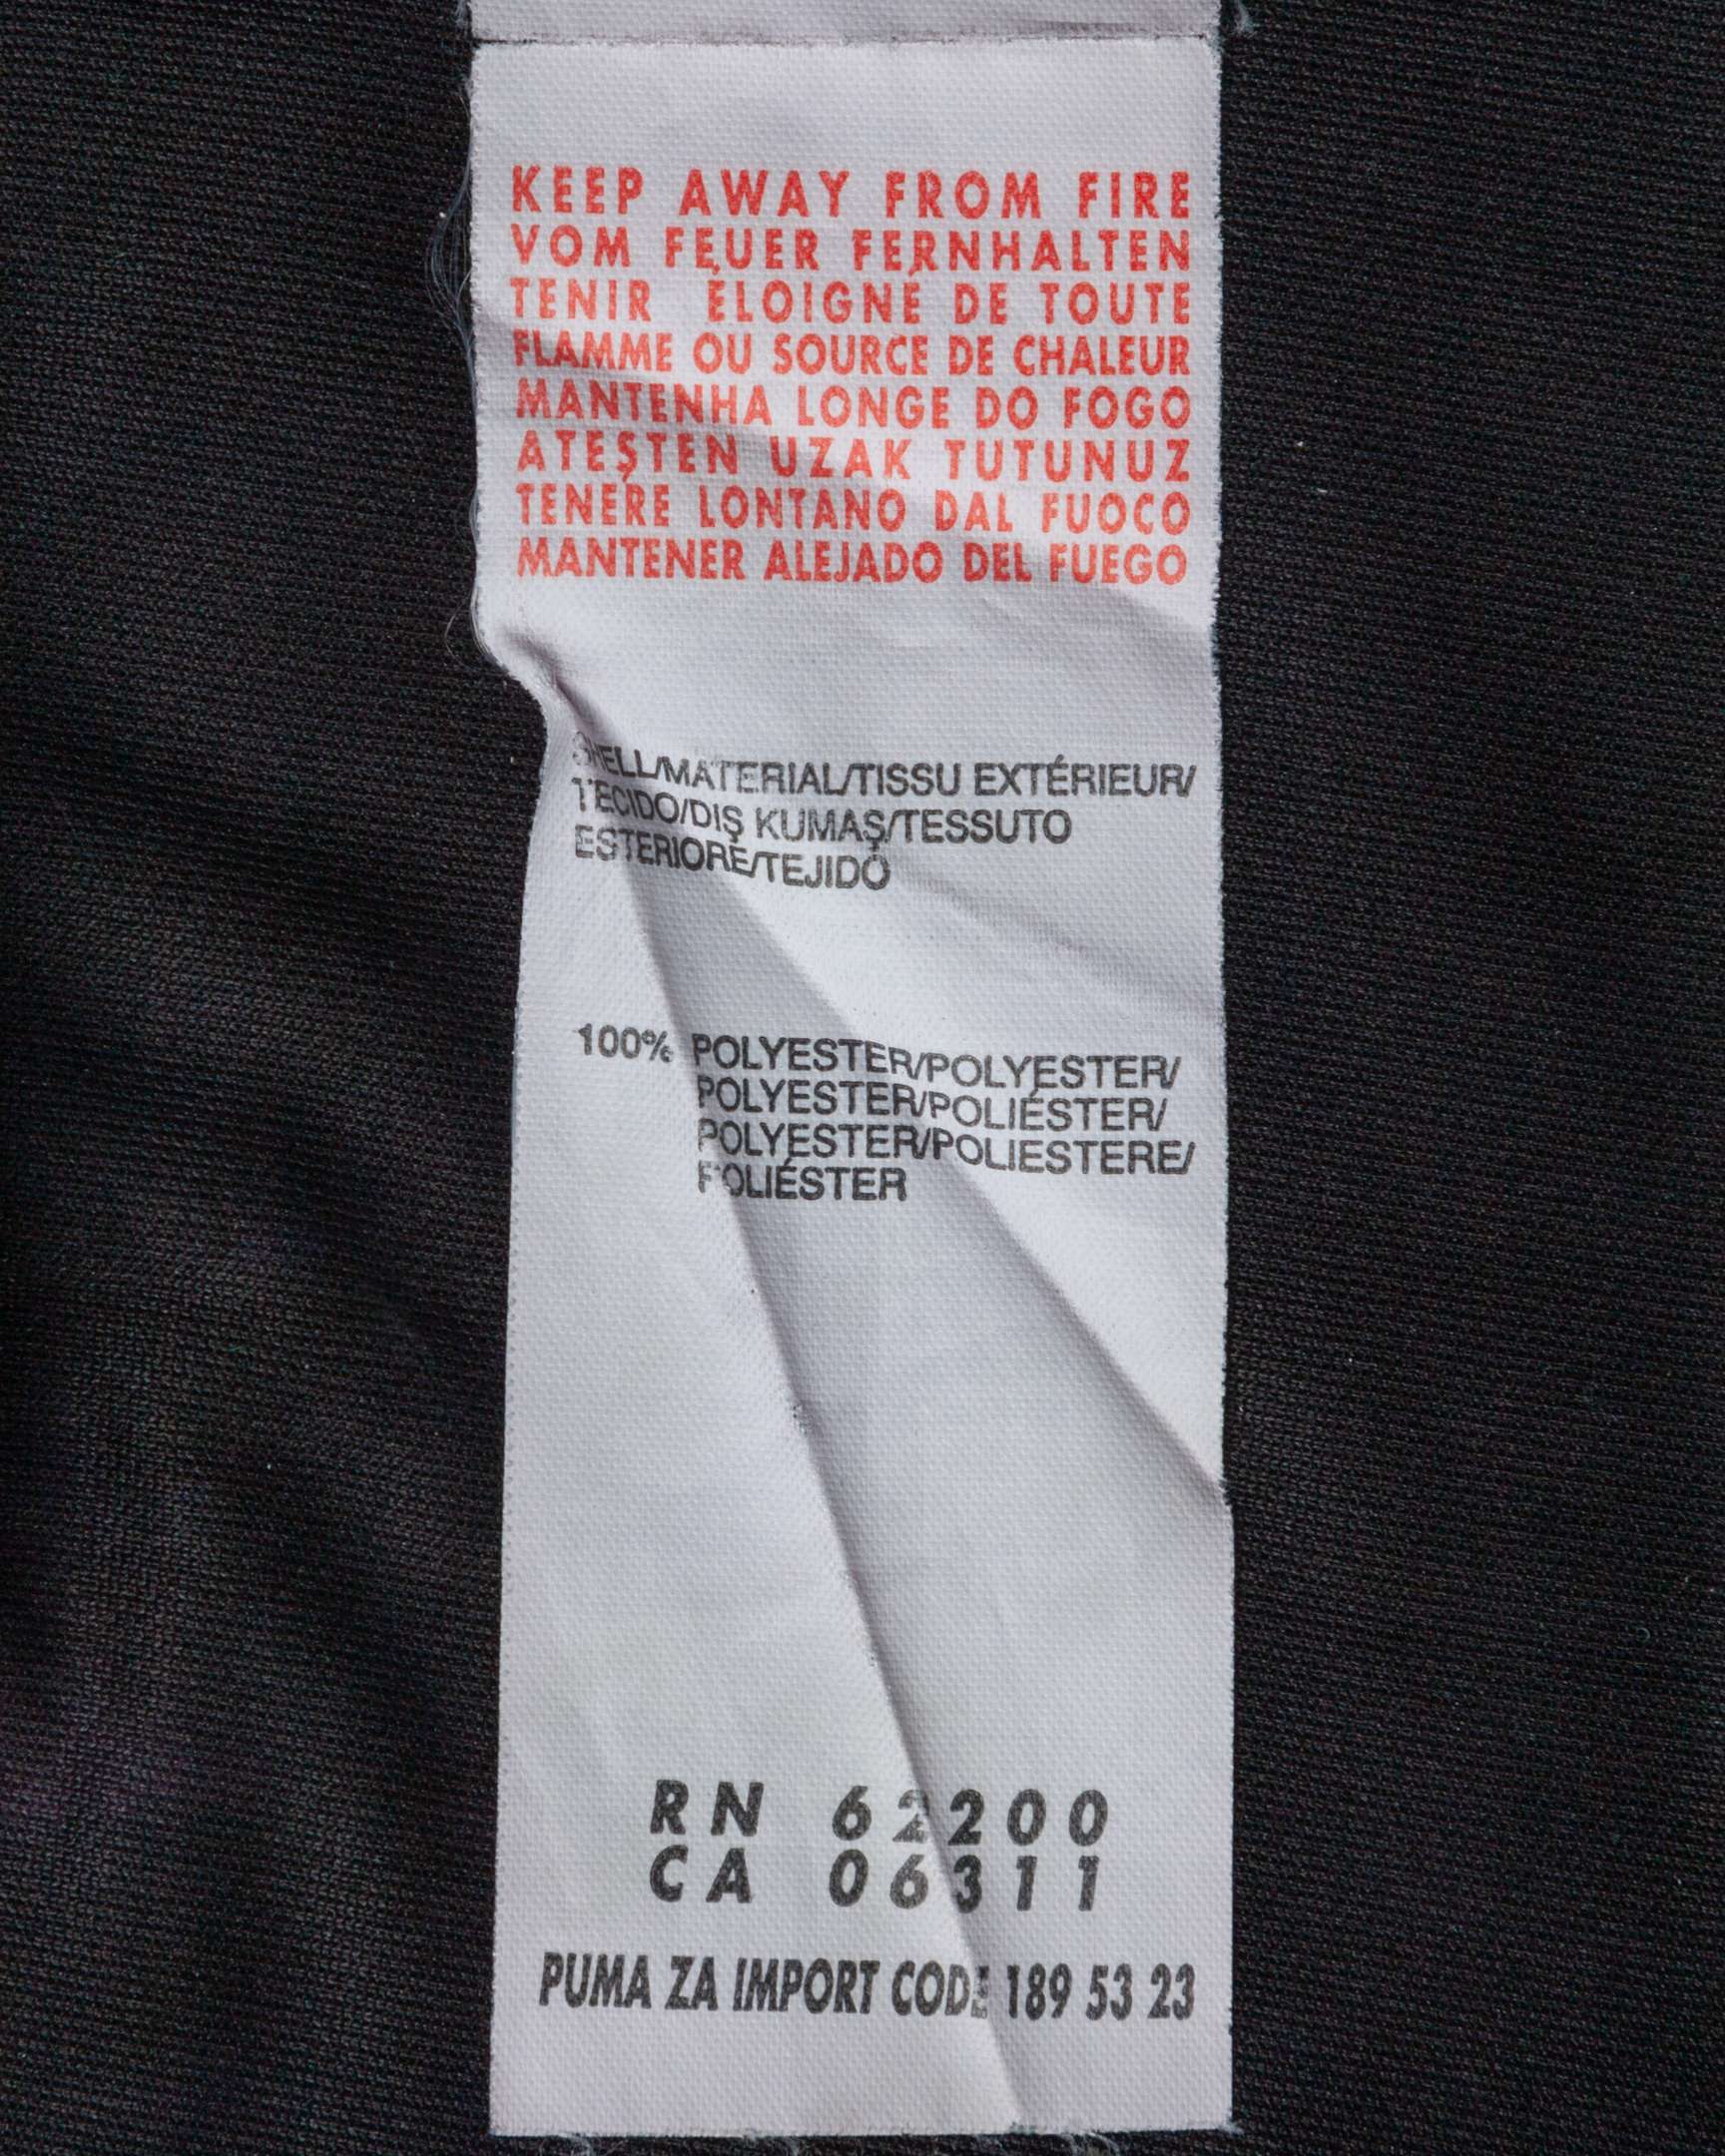 KEEP AWAY FROM FIRE
VOM FEUER FERNHALTEN
TENIR ÉLOIGNÉ DE TOUTE
FLAMME OU SOURCE DE CHALEUR
MANTENHA LONGE DO FOGO
ATEŞTEN UZAK TUTUNUZ
TENERE LONTANO DAL FUOCO
MANTENER ALEJADO DEL FUEGO
SHELL/MATERIAL/TISSU EXTÉRIEUR/
TECIDO/DIŞ KUMAŞ/TESSUTO
ESTERIORE/TEJIDO
100% POLYESTER/POLYESTER/
POLYESTER/POLIÉSTER/
POLYESTER/POLIESTERE/
POLIÉSTER
RN 62200
CA 06311
PUMA ZA IMPORT CODE 189 53 23